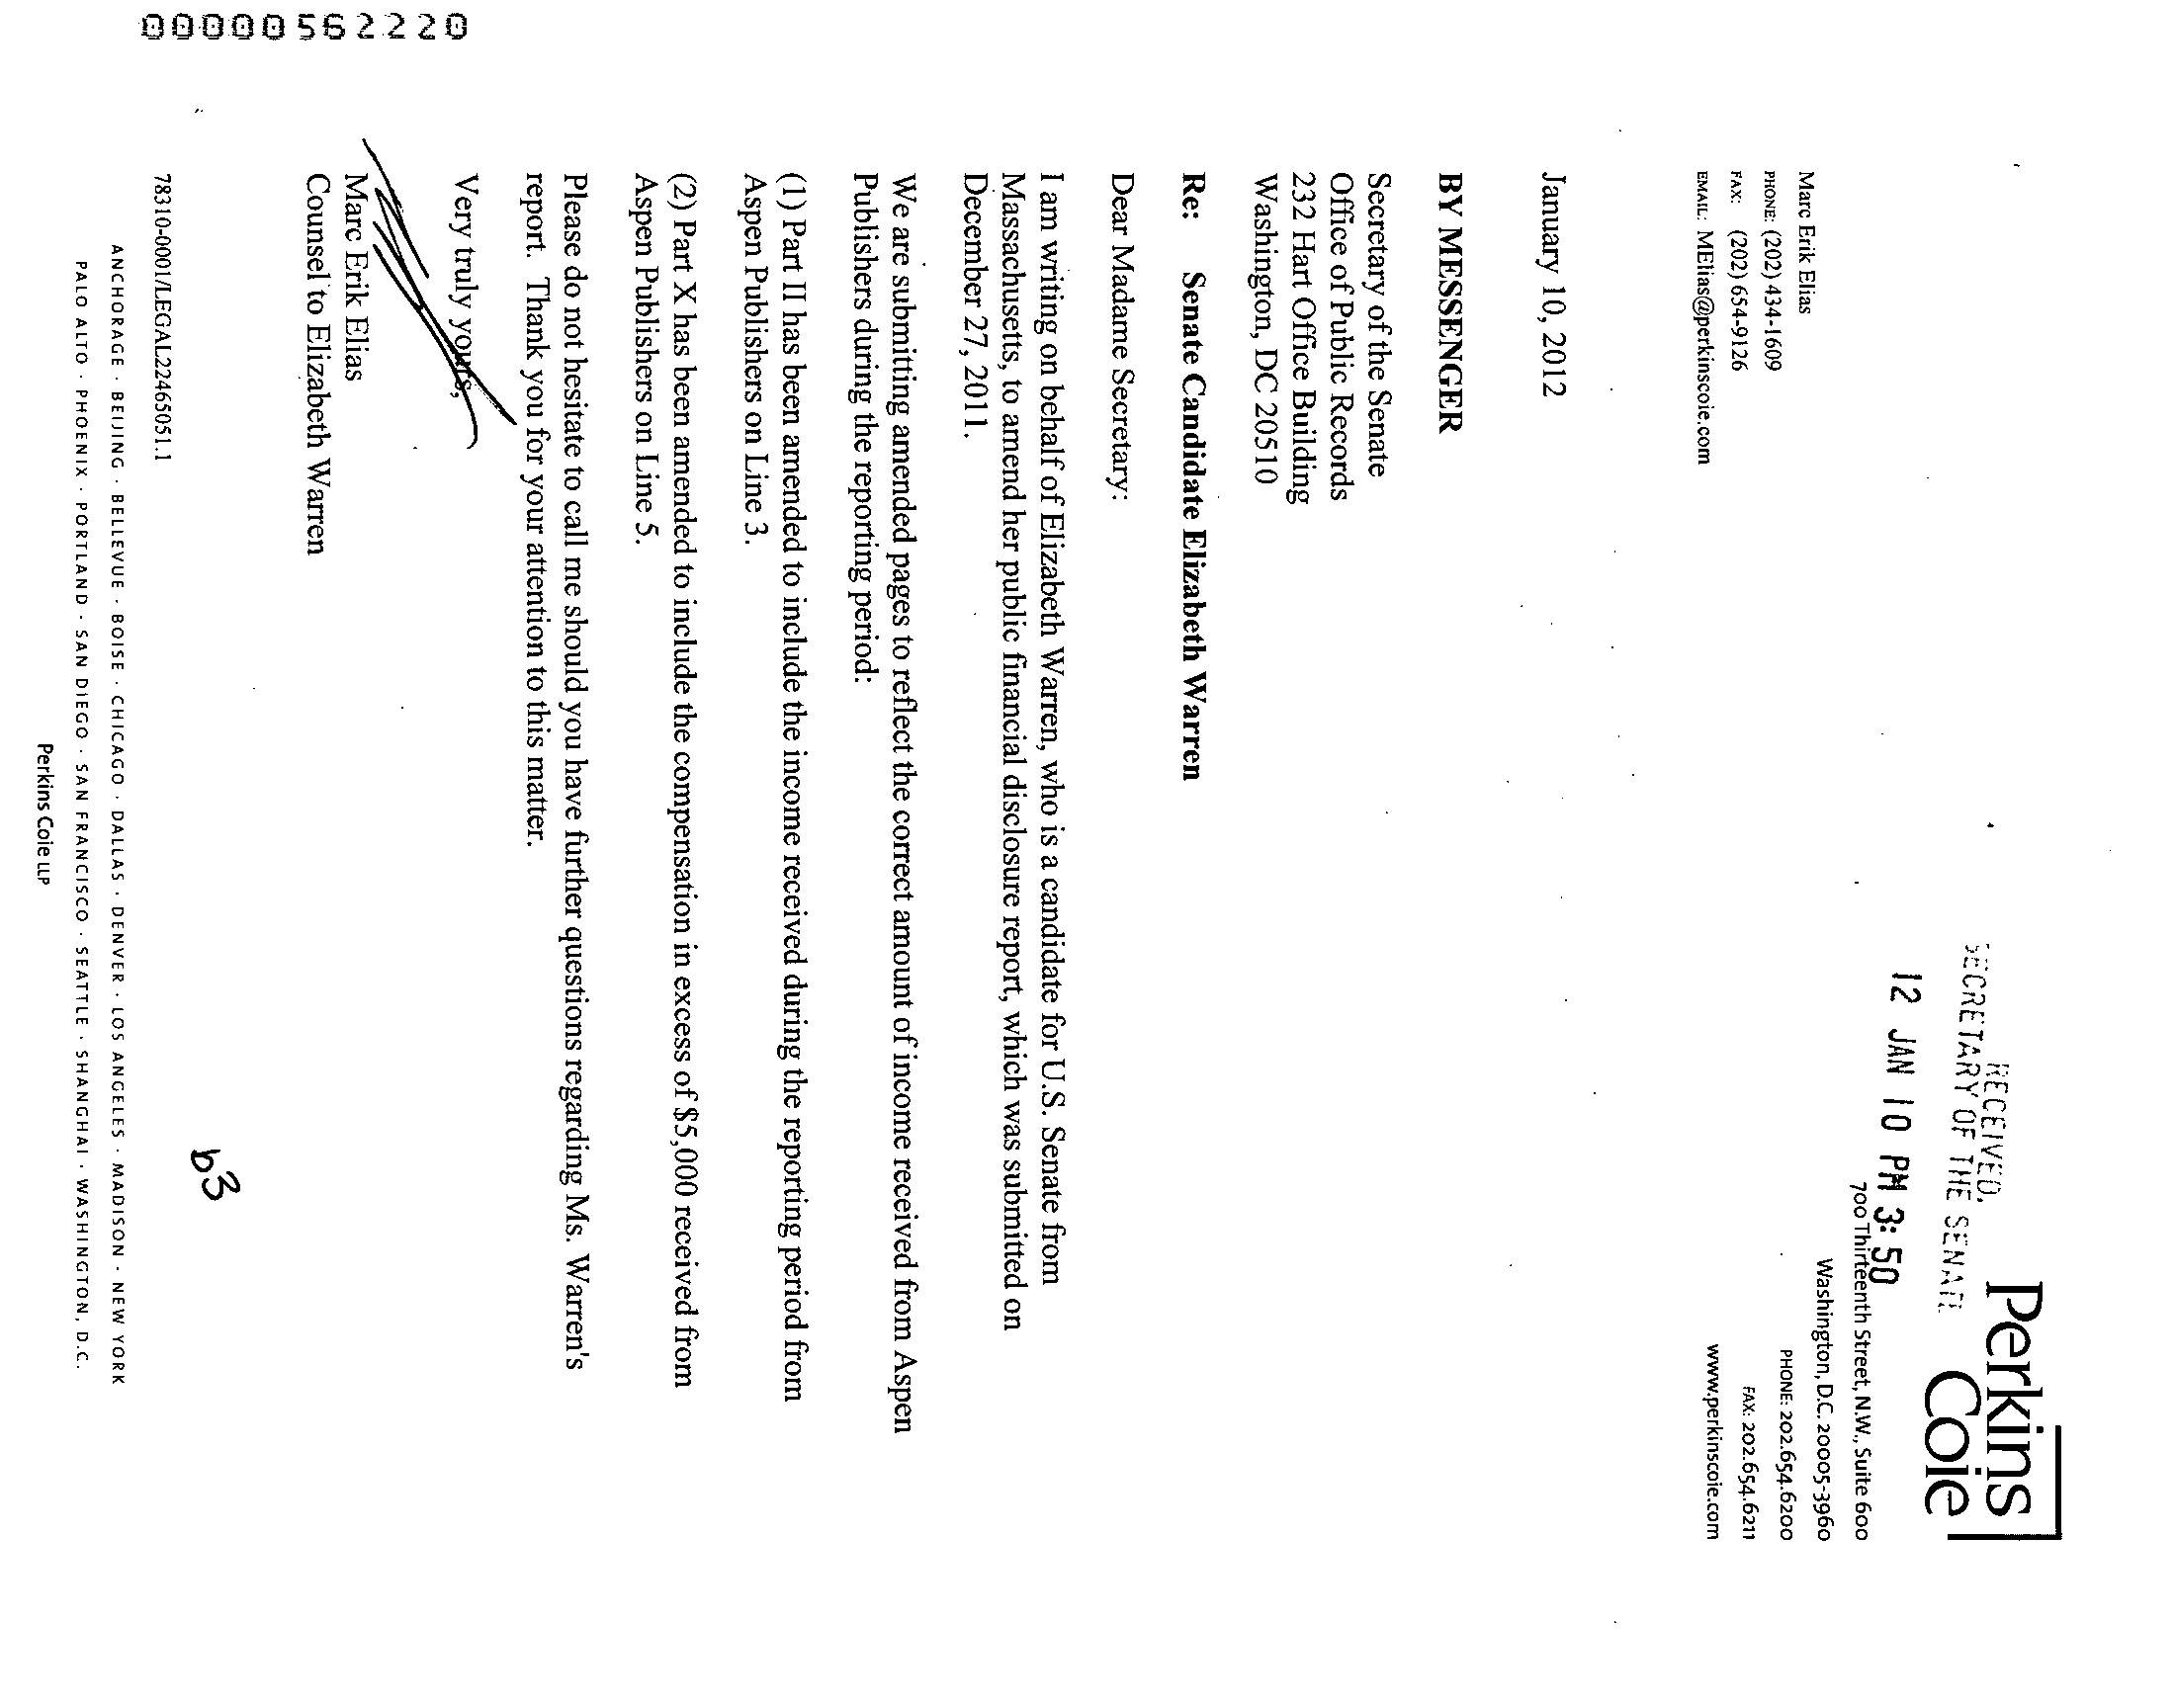 00000562220
Perkins
Coie
RECEIVED
SECRETARY OF THE SENATE
12 JAN 10 PM 3:50
700 Thirteenth Street, N.W., Suite 600
Washington, D.C. 20005-3960
PHONE: 202.654.6200
FAX: 202.654.6211
www.perkinscoie.com
Marc Erik Elias
PHONE: (202) 434-1609
FAX: (202) 654-9126
EMAIL: MElias@perkinscoie.com
January 10, 2012
BY MESSENGER
Secretary of the Senate
Office of Public Records
232 Hart Office Building
Washington, DC 20510
Re: Senate Candidate Elizabeth Warren
Dear Madame Secretary:
I am writing on behalf of Elizabeth Warren, who is a candidate for U.S. Senate from
Massachusetts, to amend her public financial disclosure report, which was submitted on
December 27, 2011.
We are submitting amended pages to reflect the correct amount of income received from Aspen
Publishers during the reporting period:
(1) Part II has been amended to include the income received during the reporting period from
Aspen Publishers on Line 3.
(2) Part X has been amended to include the compensation in excess of $5,000 received from
Aspen Publishers on Line 5.
Please do not hesitate to call me should you have further questions regarding Ms. Warren's
report. Thank you for your attention to this matter.
Very truly yours,
Marc Erik Elias
Counsel to Elizabeth Warren
b3
78310-0001/LEGAL22465051.1
ANCHORAGE · BEIJING · BELLEVUE · BOISE · CHICAGO · DALLAS · DENVER · LOS ANGELES · MADISON · NEW YORK
PALO ALTO · PHOENIX · PORTLAND · SAN DIEGO · SAN FRANCISCO · SEATTLE · SHANGHAI · WASHINGTON, D.C.
Perkins Coie LLP